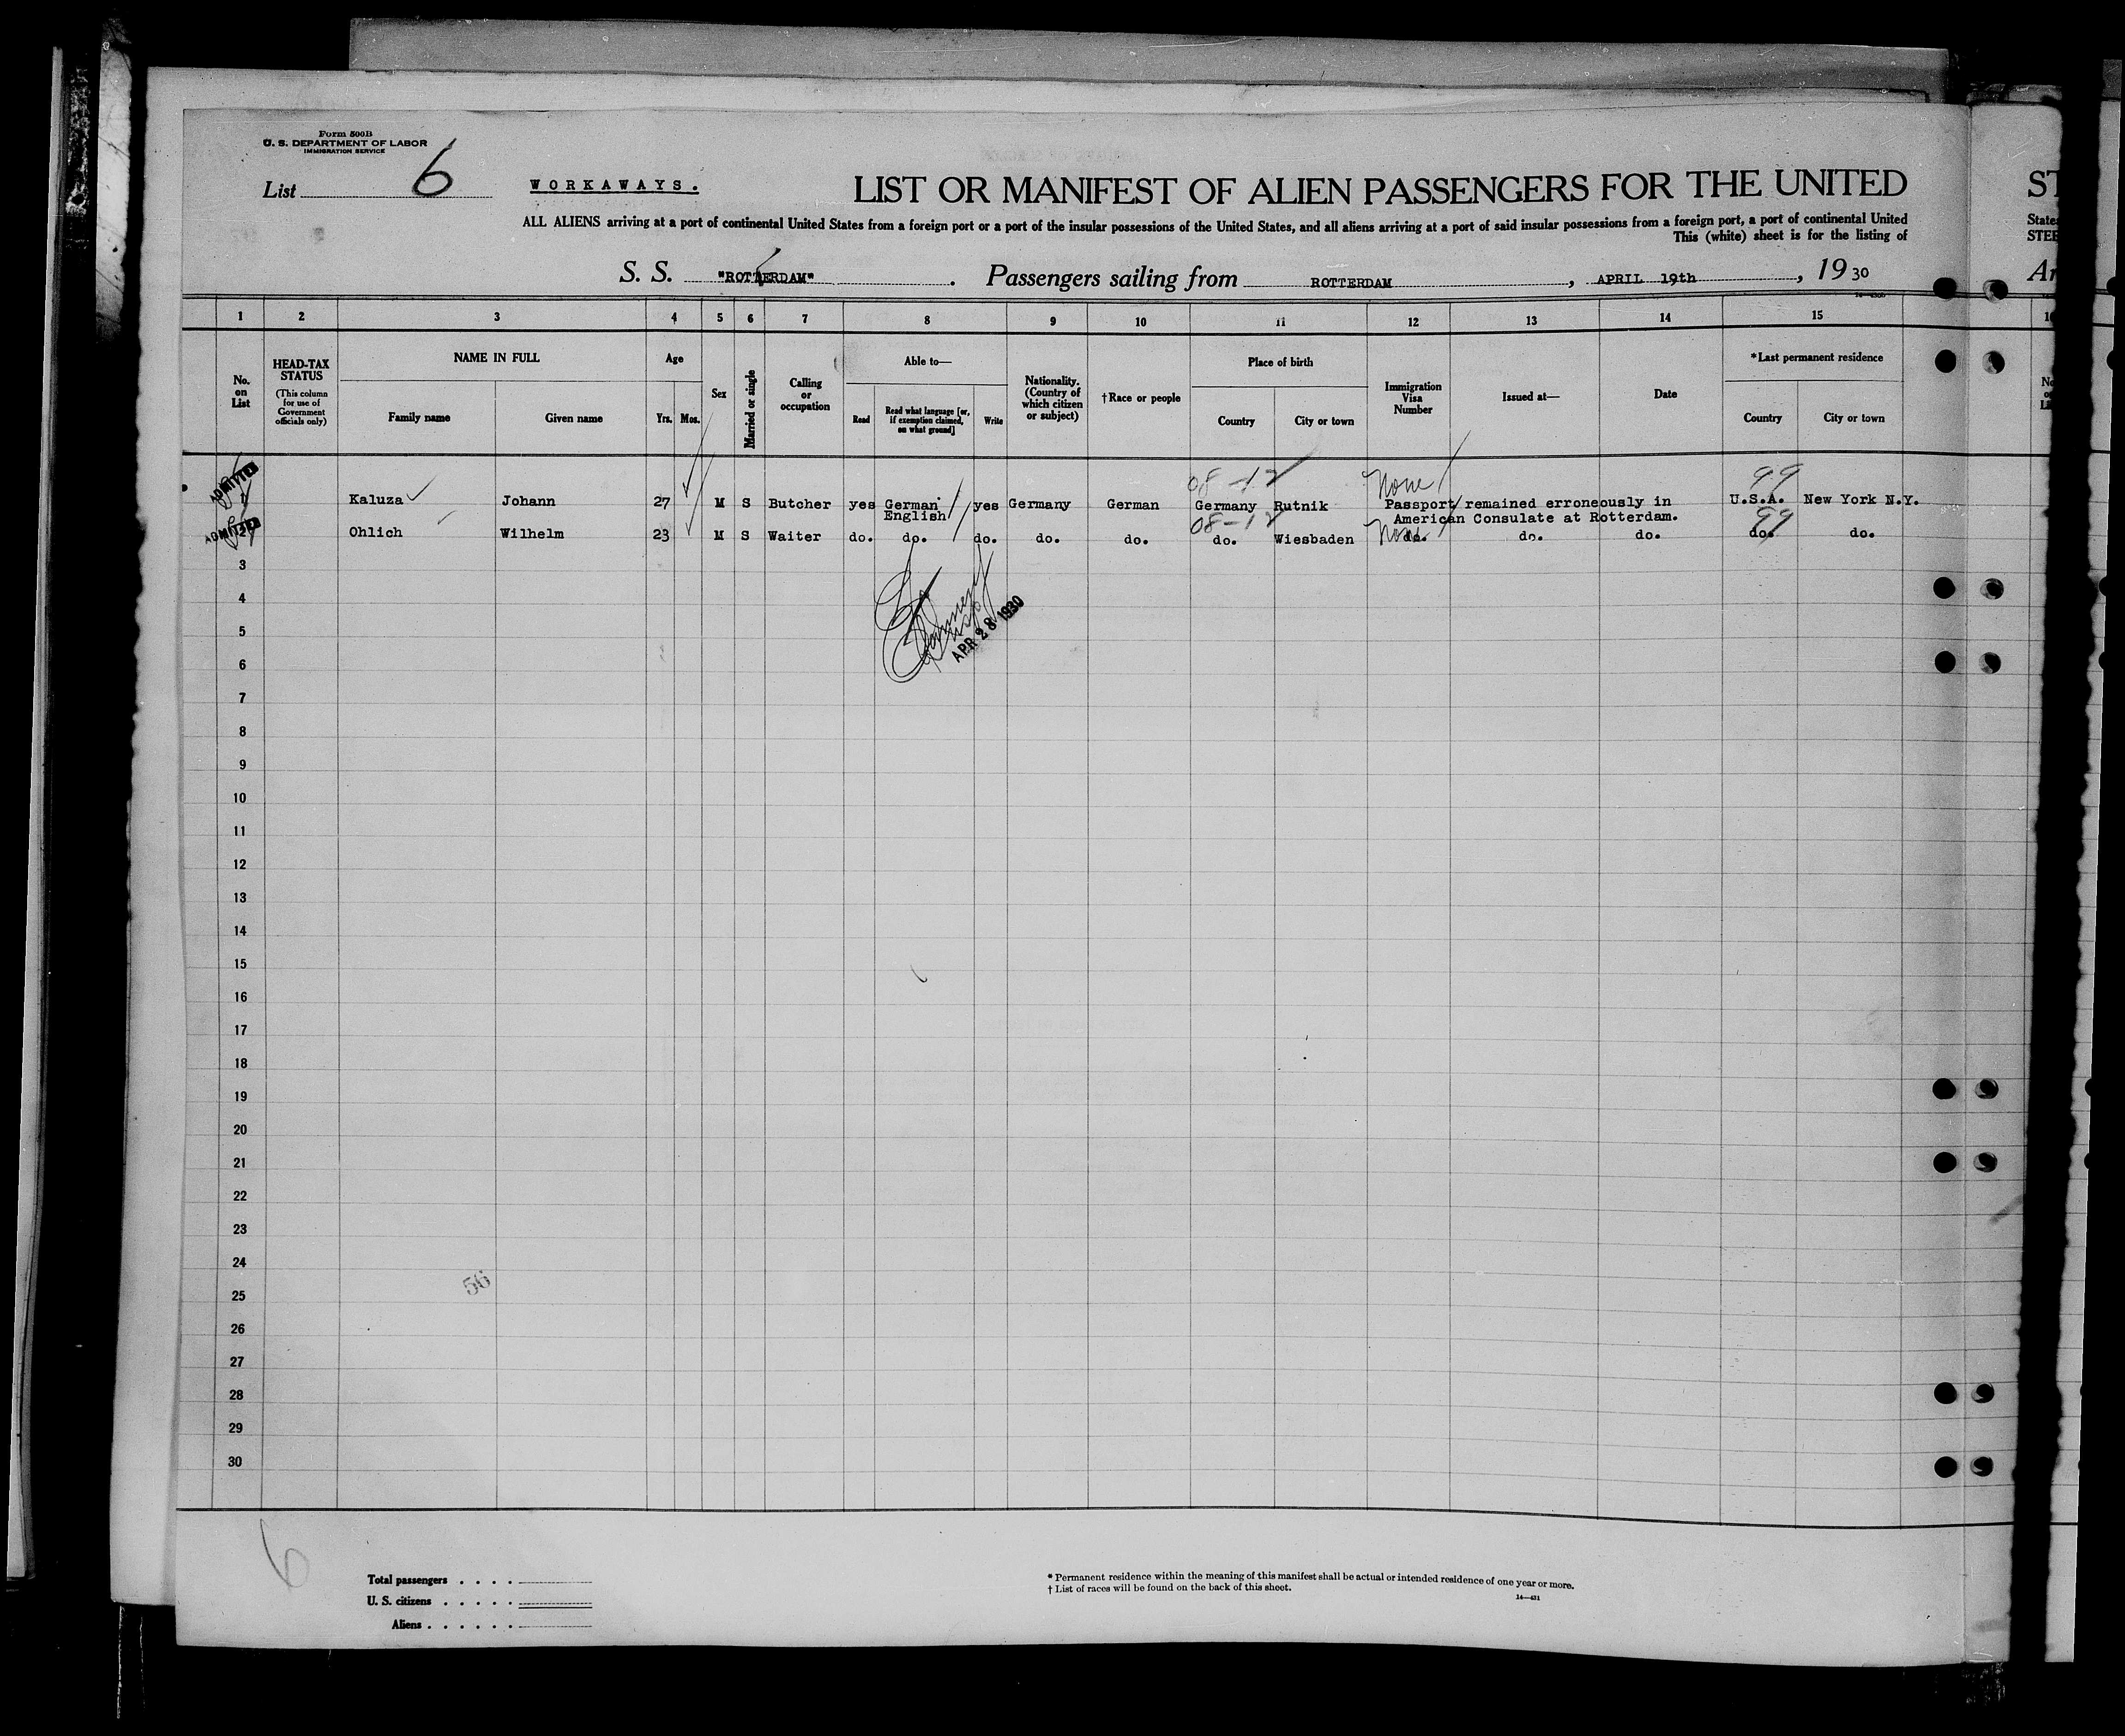 Form 500B
U. S. DEPARTMENT OF LABOR
IMMIGRATION SERVICE
List 6
WORKAWAYS.
LIST OR MANIFEST OF ALIEN PASSENGERS FOR THE UNITED
ST
ALL ALIENS arriving at a port of continental United States from a foreign port or a port of the insular possessions of the United States, and all aliens arriving at a port of said insular possessions from a foreign port, a port of continental United
State
This (white) sheet is for the listing of
STEE
S. S. "ROTTERDAM". Passengers sailing from ROTTERDAM, APRIL 19th, 1930
Ar
1 2 3 4 5 6 7 8 9 10 11 12 13 14 15
No. on List
HEAD-TAX STATUS
(This column for use of Government officials only)
NAME IN FULL
Family name Given name
Age
Yrs. Mos.
Sex
Married or single
Calling or occupation
Able to—
Read
Read what language [or, if exemption claimed, on what ground]
Write
Nationality. (Country of which citizen or subject)
†Race or people
Place of birth
Country City or town
Immigration Visa Number
Issued at—
Date
*Last permanent residence
Country City or town
08-12 None 99
ADMITTED Kaluza Johann 27 M S Butcher yes German yes Germany German Germany Rutnik Passport remained erroneously in U.S.A. New York N.Y.
English American Consulate at Rotterdam.
08-12 None 99
ADMITTED Ohlich Wilhelm 23 M S Waiter do. do. do. do. do. do. Wiesbaden do. do. do. do. do.
3
4
APR 28 1930
5
6
7
8
9
10
11
12
13
14
15
16
17
18
19
20
21
22
23
24
56
25
26
27
28
29
30
6
Total passengers
U. S. citizens
Aliens
* Permanent residence within the meaning of this manifest shall be actual or intended residence of one year or more.
† List of races will be found on the back of this sheet.
14—431